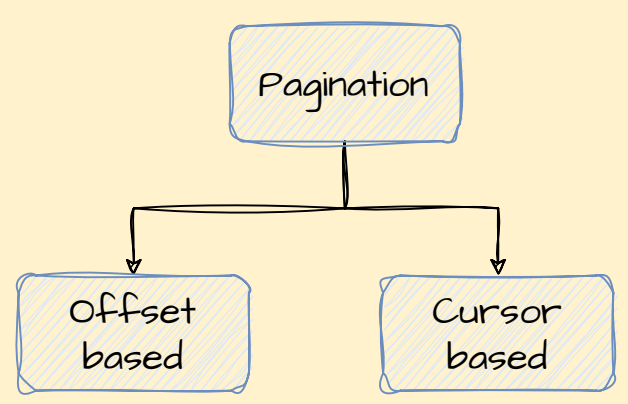 Pagination
Offset
based
Cursor
based